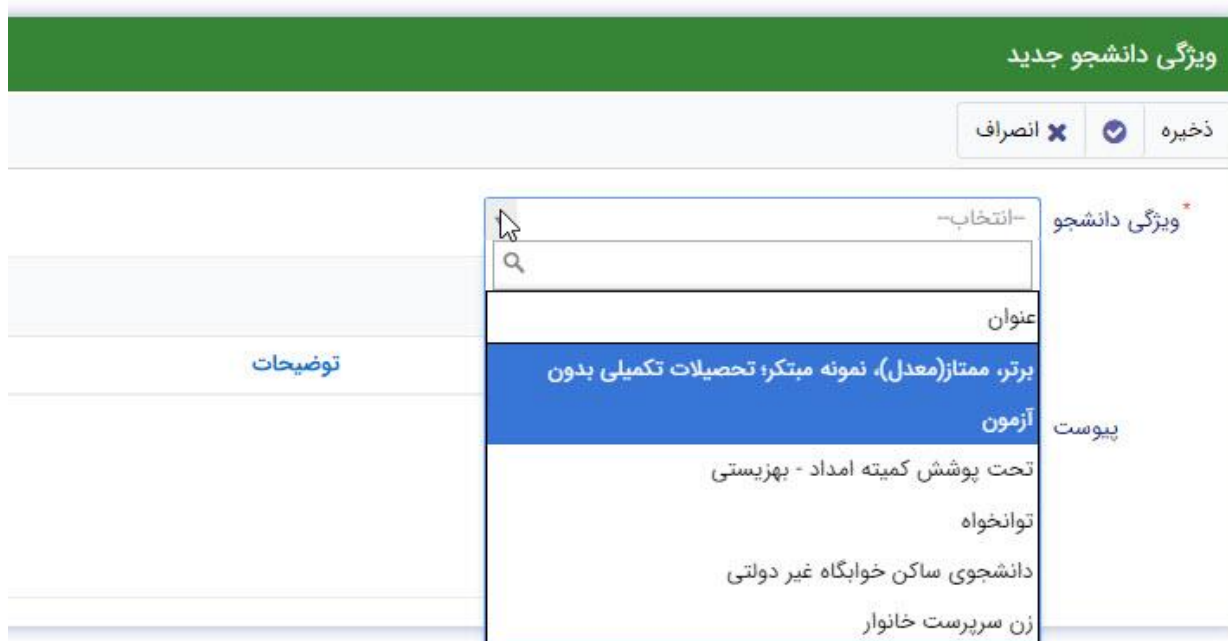 ویژگی دانشجو جدید
ذخیره انصراف
*ویژگی دانشجو --انتخاب--
عنوان
برتر، ممتاز(معدل)، نمونه مبتکر؛ تحصیلات تکمیلی بدون
آزمون
توضیحات
پیوست
تحت پوشش کمیته امداد - بهزیستی
توانخواه
دانشجوی ساکن خوابگاه غیر دولتی
زن سرپرست خانوار